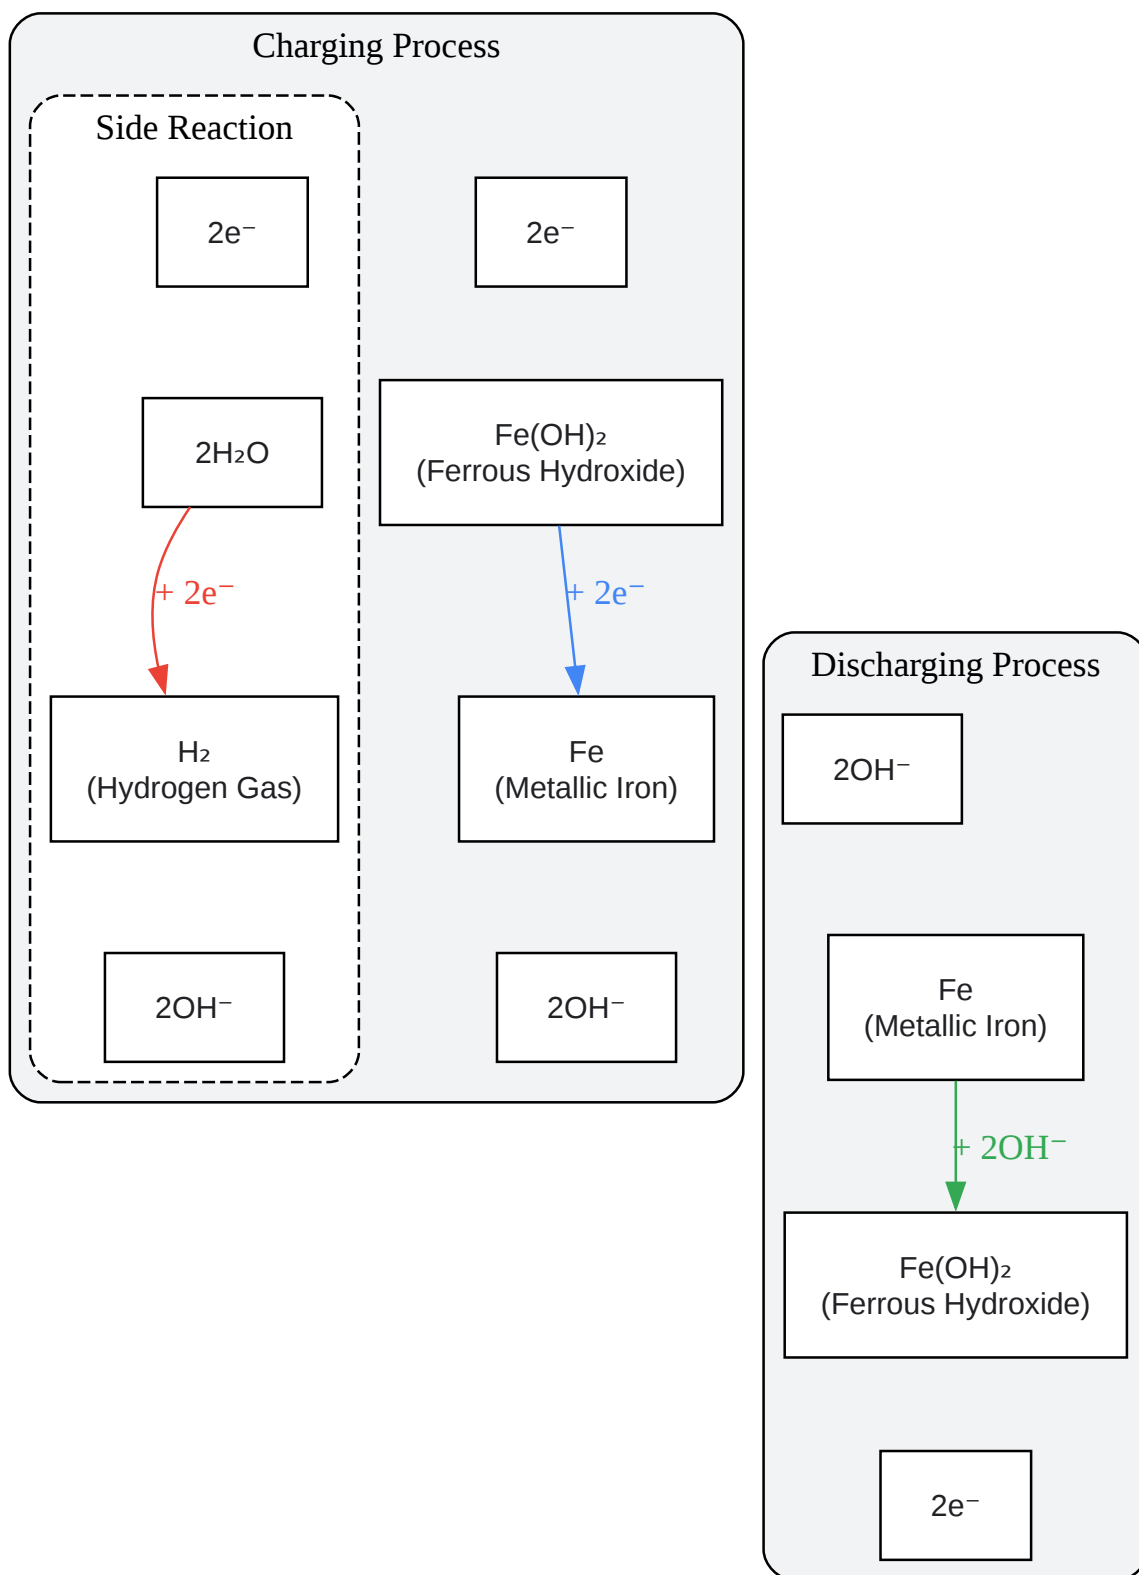 Charging Process
Side Reaction
2e⁻
2e⁻
2H₂O
Fe(OH)₂
(Ferrous Hydroxide)
+ 2e⁻
+ 2e⁻
H₂
(Hydrogen Gas)
Fe
(Metallic Iron)
2OH⁻
2OH⁻
Discharging Process
2OH⁻
Fe
(Metallic Iron)
+ 2OH⁻
Fe(OH)₂
(Ferrous Hydroxide)
2e⁻